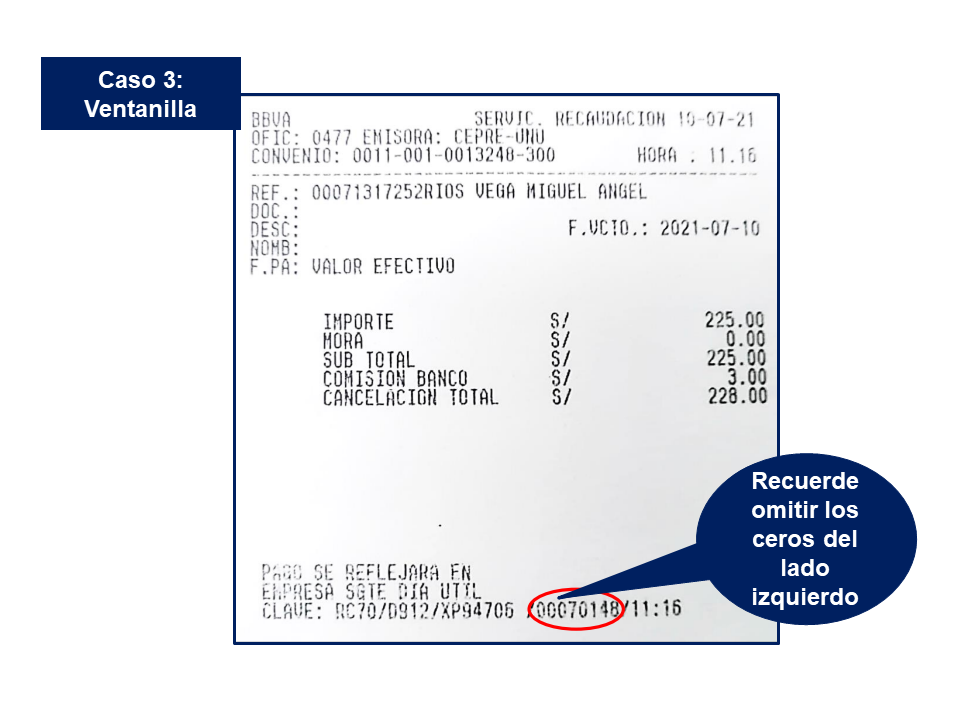 Caso 3:
Ventanilla
BBVA SERVIC. RECAUDACION 10-07-21
OFIC: 0477 EMISORA: CEPRE-UNU
CONVENIO: 0011-001-0013248-300 HORA : 11.16
REF.: 00071317252RIOS VEGA MIGUEL ANGEL
DOC.:
DESC: F.VCTO.: 2021-07-10
NOMB:
F.PA: VALOR EFECTIVO
IMPORTE S/ 225.00
MORA S/ 0.00
SUB TOTAL S/ 225.00
COMISION BANCO S/ 3.00
CANCELACION TOTAL S/ 228.00
Recuerde
omitir los
ceros del
lado
izquierdo
PAGO SE REFLEJARA EN
EMPRESA SGTE DIA UTIL
CLAVE: RC70/D912/XP94706 /00070148/11:16